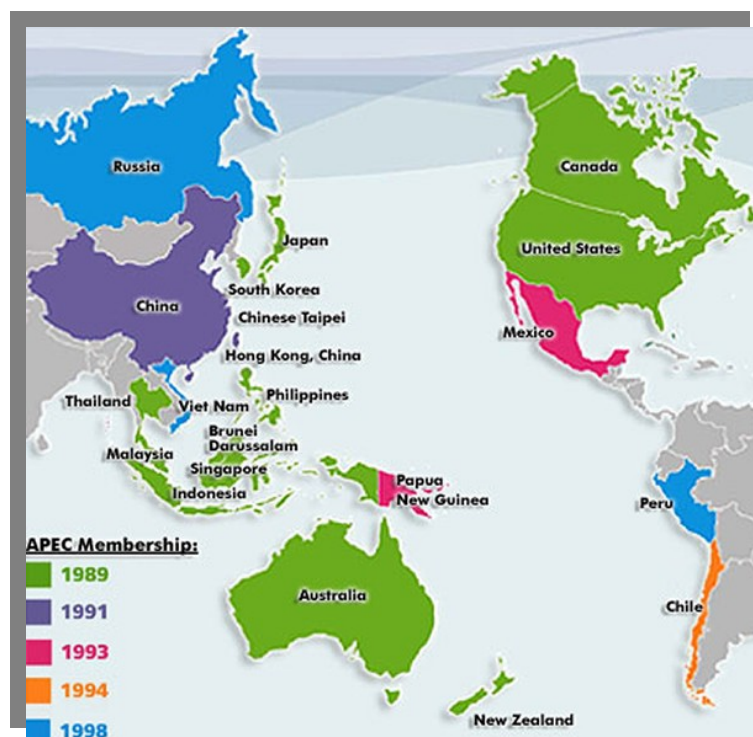 Russia
Canada
Japan
United States
South Korea
China
Chinese Taipei
Mexico
Hong Kong, China
Philippines
Thailand
Viet Nam
Brunei
Darussalam
Malaysia
Singapore
Indonesia
Papua
New Guinea
Peru
APEC Membership:
1989
Australia
1991
Chile
1993
1994
New Zealand
1998